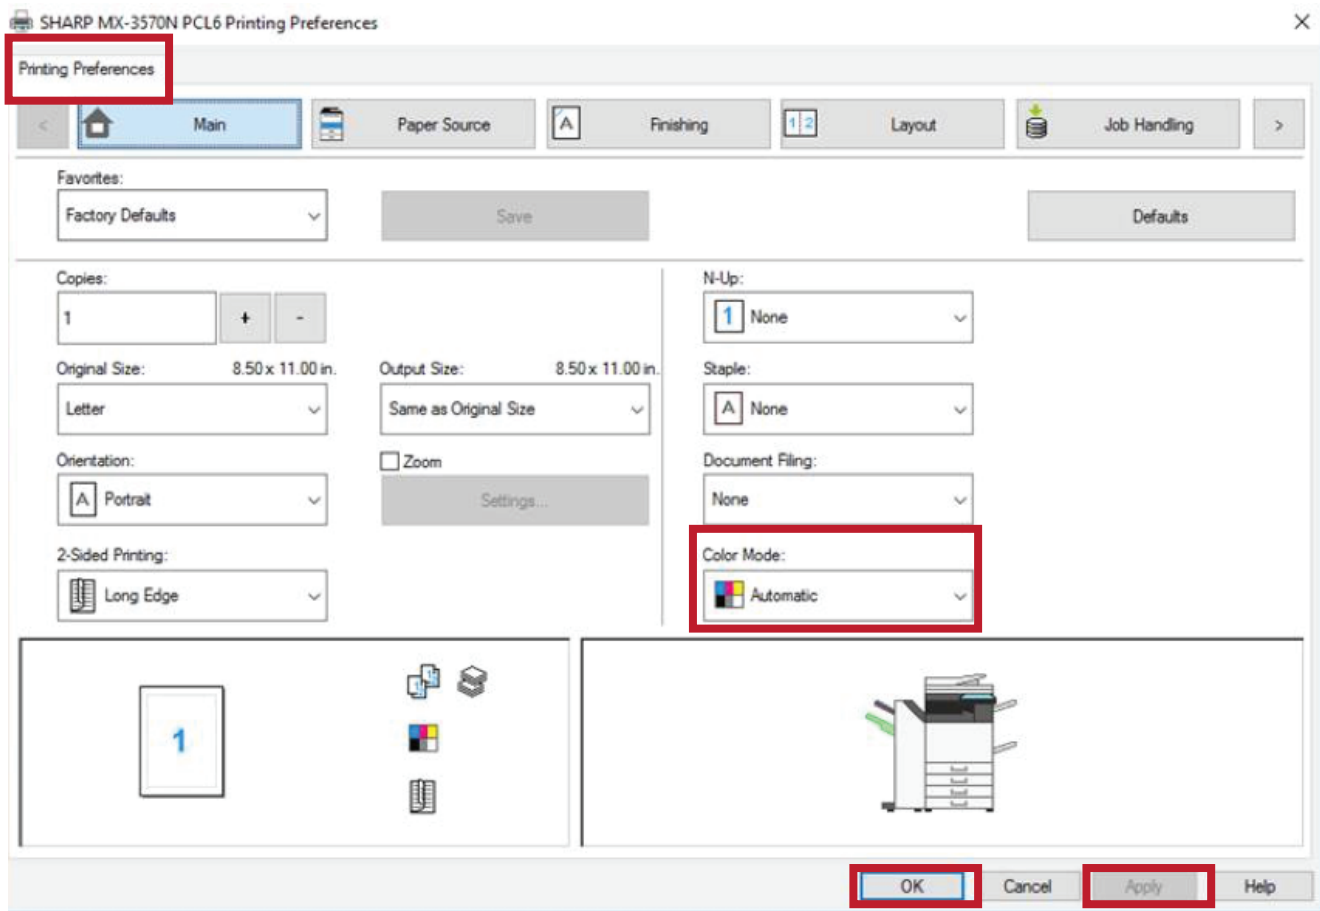 SHARP MX-3570N PCL6 Printing Preferences
Printing Preferences
< Main Paper Source Finishing Layout Job Handling >
Favorites:
Factory Defaults Save Defaults
Copies: N-Up:
1 + - 1 None
Original Size: 8.50 x 11.00 in. Output Size: 8.50 x 11.00 in. Staple:
Letter Same as Original Size A None
Orientation: Zoom Document Filing:
A Portrait Settings... None
2-Sided Printing: Color Mode:
Long Edge Automatic
1
OK Cancel Apply Help